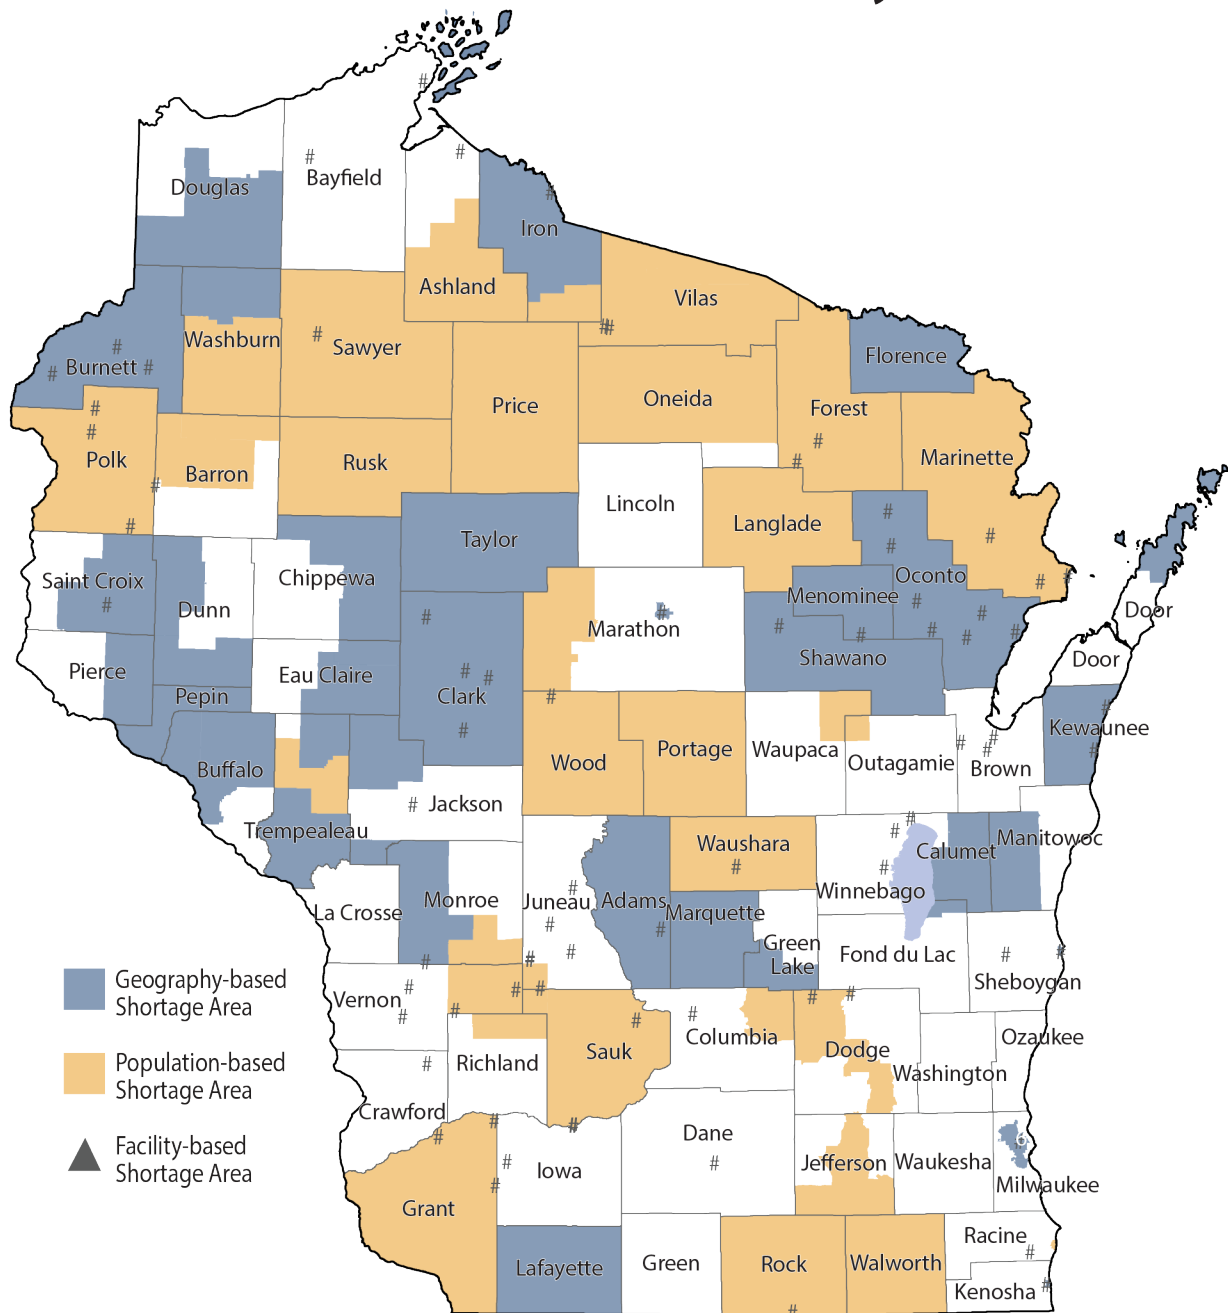 Douglas
Bayfield
Iron
Ashland
Vilas
Washburn
Sawyer
Burnett
Florence
Price
Oneida
Forest
Polk
Barron
Rusk
Marinette
Lincoln
Langlade
Taylor
Saint Croix
Chippewa
Oconto
Dunn
Menominee
Door
Marathon
Shawano
Door
Pierce
Eau Claire
Pepin
Clark
Kewaunee
Buffalo
Wood
Portage
Waupaca
Outagamie
Brown
Jackson
Trempealeau
Waushara
Calumet
Manitowoc
Winnebago
La Crosse
Monroe
Juneau
Adams
Marquette
Green
Lake
Fond du Lac
Sheboygan
Geography-based
Shortage Area
Vernon
Columbia
Ozaukee
Sauk
Dodge
Richland
Washington
Population-based
Shortage Area
Crawford
Dane
Iowa
Jefferson
Waukesha
Milwaukee
Facility-based
Shortage Area
Grant
Lafayette
Green
Rock
Walworth
Racine
Kenosha